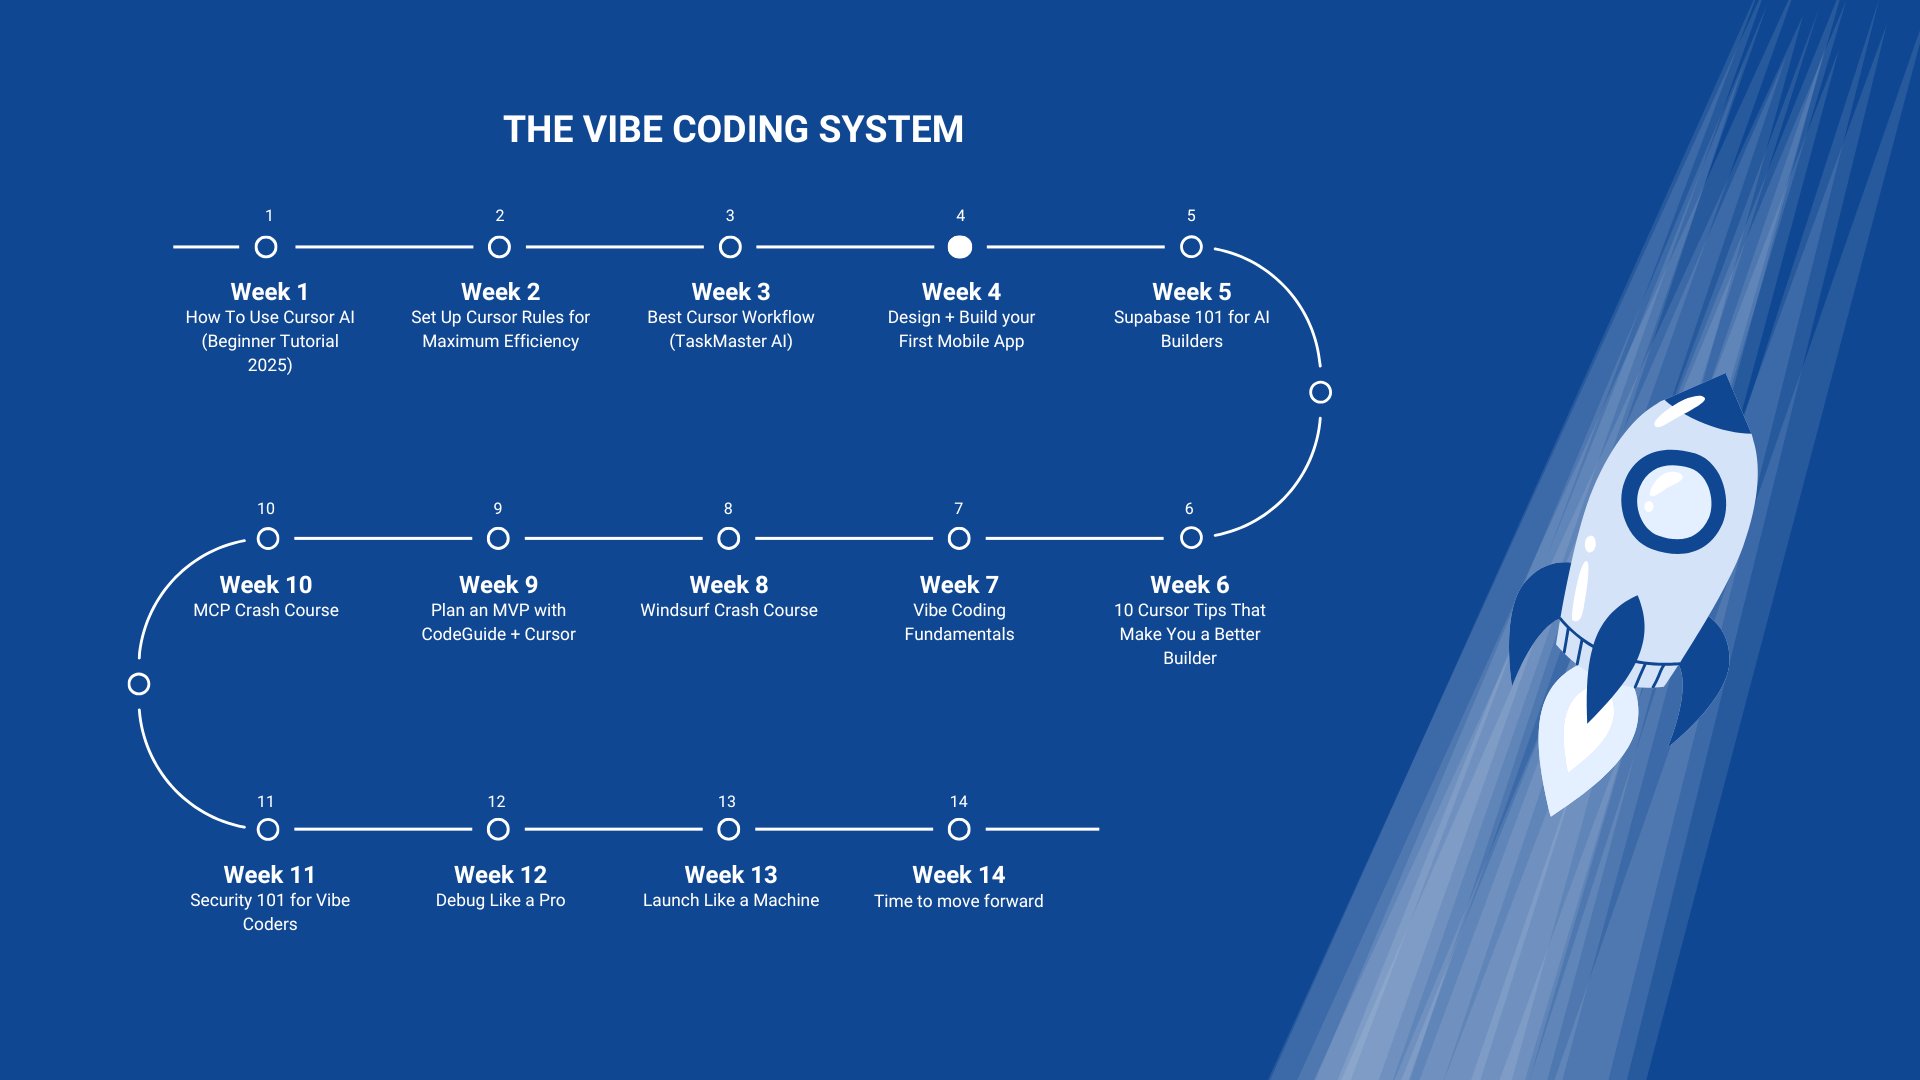 THE VIBE CODING SYSTEM
1
2
3
4
5
Week 1
How To Use Cursor AI
(Beginner Tutorial
2025)
Week 2
Set Up Cursor Rules for
Maximum Efficiency
Week 3
Best Cursor Workflow
(TaskMaster AI)
Week 4
Design + Build your
First Mobile App
Week 5
Supabase 101 for AI
Builders
10
9
8
7
6
Week 10
MCP Crash Course
Week 9
Plan an MVP with
CodeGuide + Cursor
Week 8
Windsurf Crash Course
Week 7
Vibe Coding
Fundamentals
Week 6
10 Cursor Tips That
Make You a Better
Builder
11
12
13
14
Week 11
Security 101 for Vibe
Coders
Week 12
Debug Like a Pro
Week 13
Launch Like a Machine
Week 14
Time to move forward